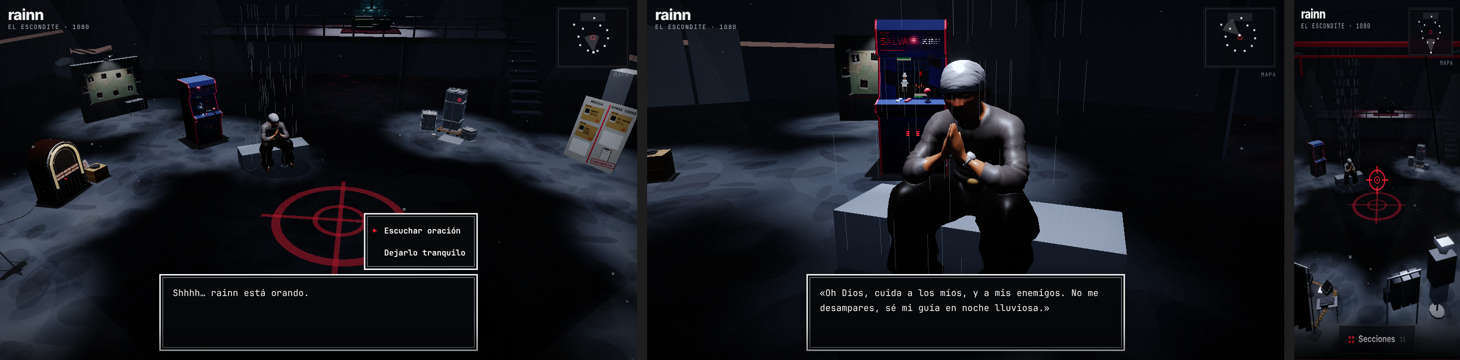 rainn
EL ESCONDITE · 1080
MAPA
► Escuchar oración
Dejarlo tranquilo
Shhhh… rainn está orando.
rainn
EL ESCONDITE · 1080
MAPA
«Oh Dios, cuida a los míos, y a mis enemigos. No me
desampares, sé mi guía en noche lluviosa.»
rainn
EL ESCONDITE · 1080
MAPA
Secciones 13